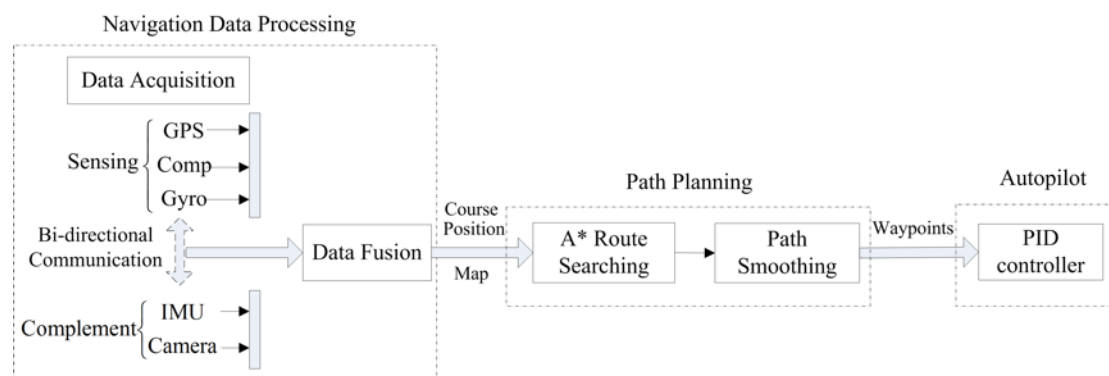 Navigation Data Processing
Data Acquisition
GPS
Sensing
Comp
Gyro
Bi-directional
Communication
Data Fusion
IMU
Complement
Camera
Course
Position
Map
Path Planning
A* Route
Searching
Path
Smoothing
Waypoints
Autopilot
PID
controller